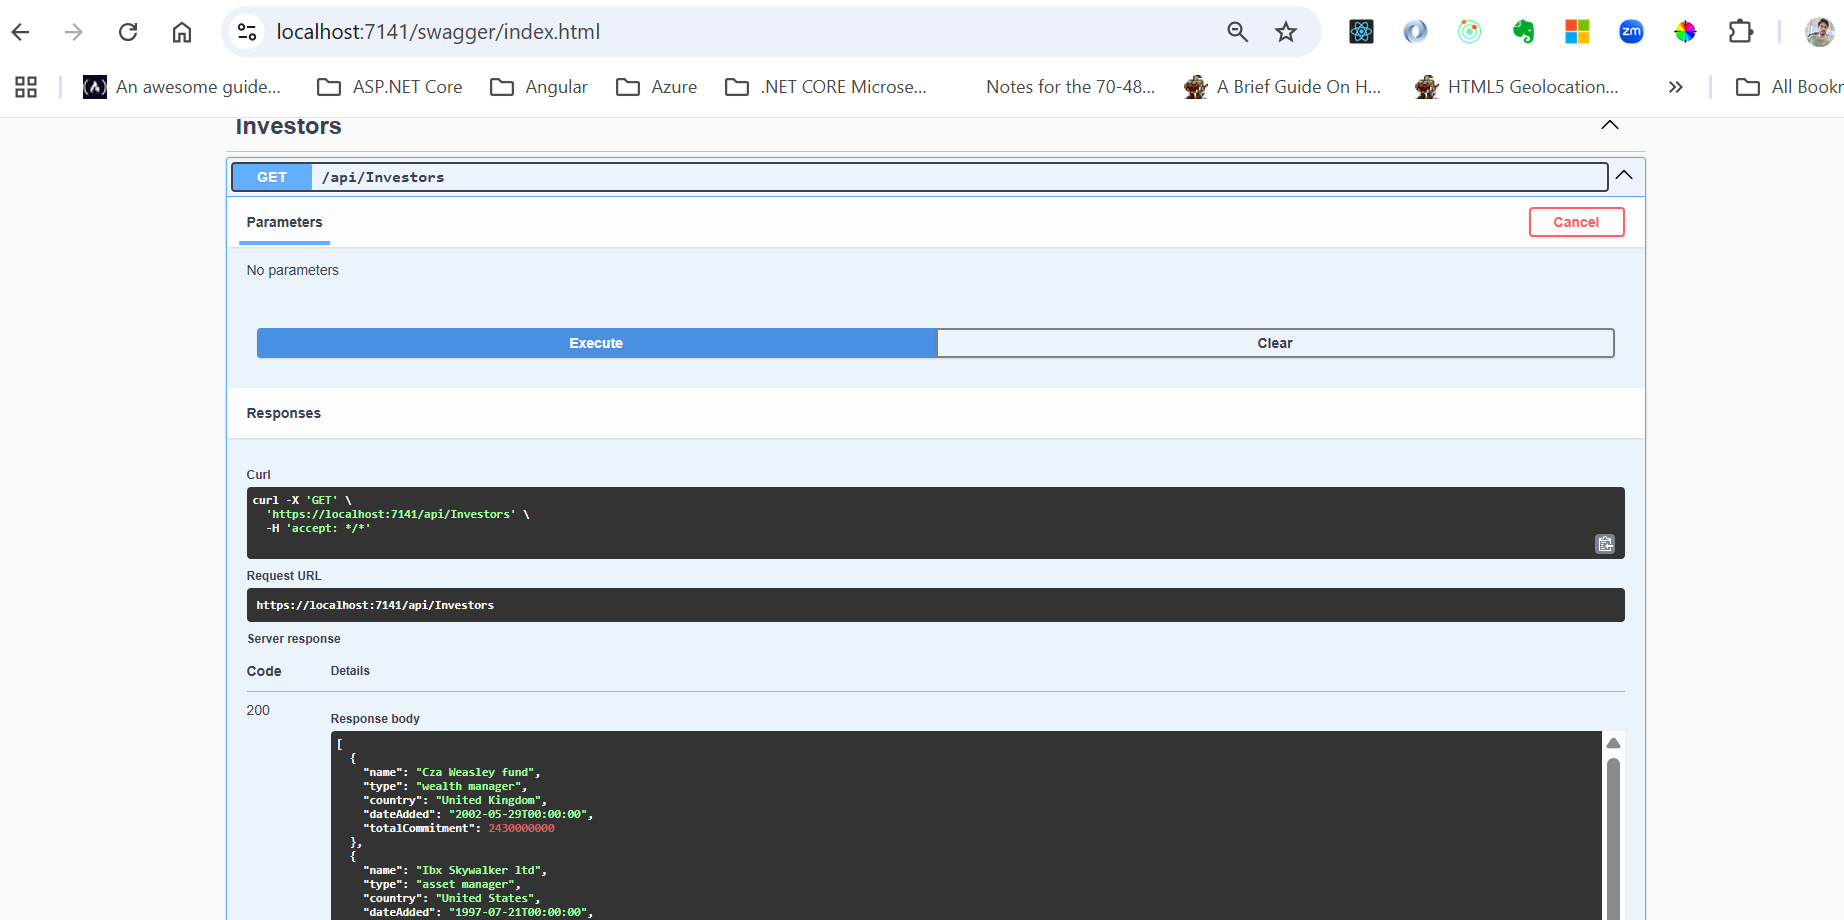 localhost:7141/swagger/index.html
zm
An awesome guide... ASP.NET Core Angular Azure .NET CORE Microse... Notes for the 70-48... A Brief Guide On H... HTML5 Geolocation... » All Bookr
Investors
GET /api/Investors
Parameters Cancel
No parameters
Execute Clear
Responses
Curl
curl -X 'GET' \
'https://localhost:7141/api/Investors' \
-H 'accept: */*'
Request URL
https://localhost:7141/api/Investors
Server response
Code Details
200
Response body
[
{
"name": "Cza Weasley fund",
"type": "wealth manager",
"country": "United Kingdom",
"dateAdded": "2002-05-29T00:00:00",
"totalCommitment": 2430000000
},
{
"name": "Ibx Skywalker ltd",
"type": "asset manager",
"country": "United States",
"dateAdded": "1997-07-21T00:00:00",